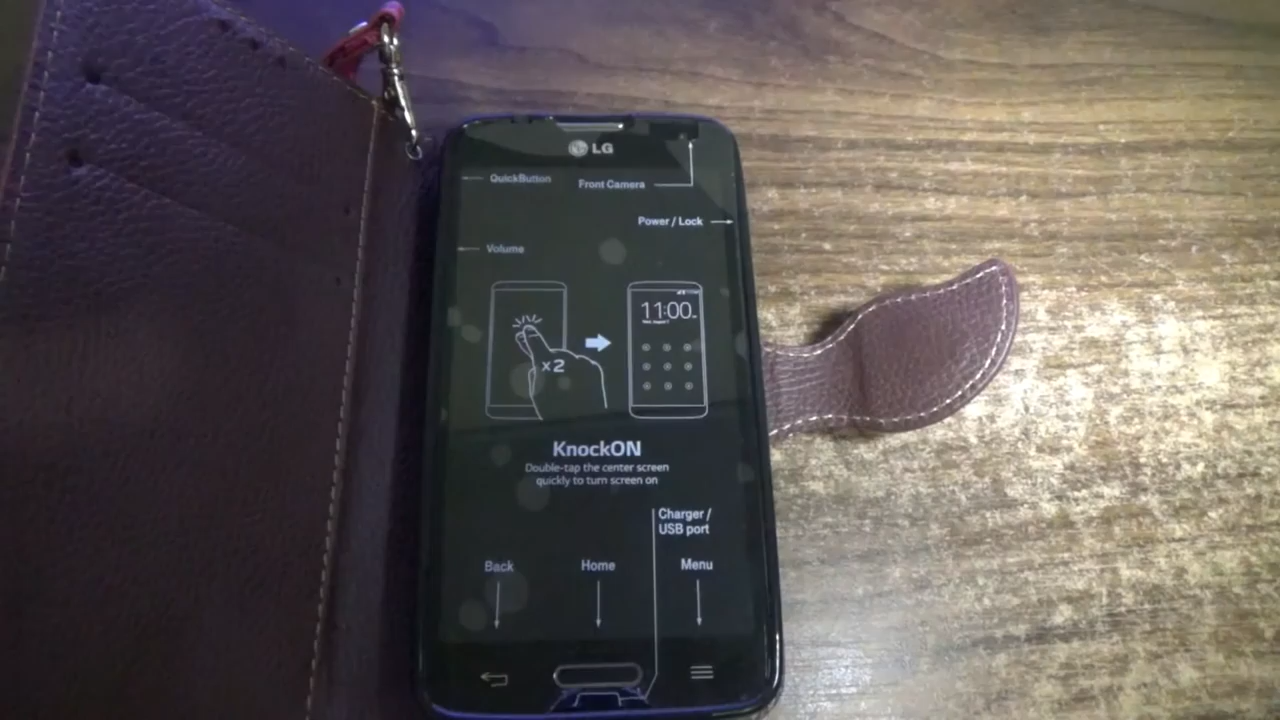 LG
QuickButton
Front Camera
Power / Lock
Volume
11:00
x2
KnockON
Double-tap the center screen
quickly to turn screen on
Charger /
USB port
Back
Home
Menu